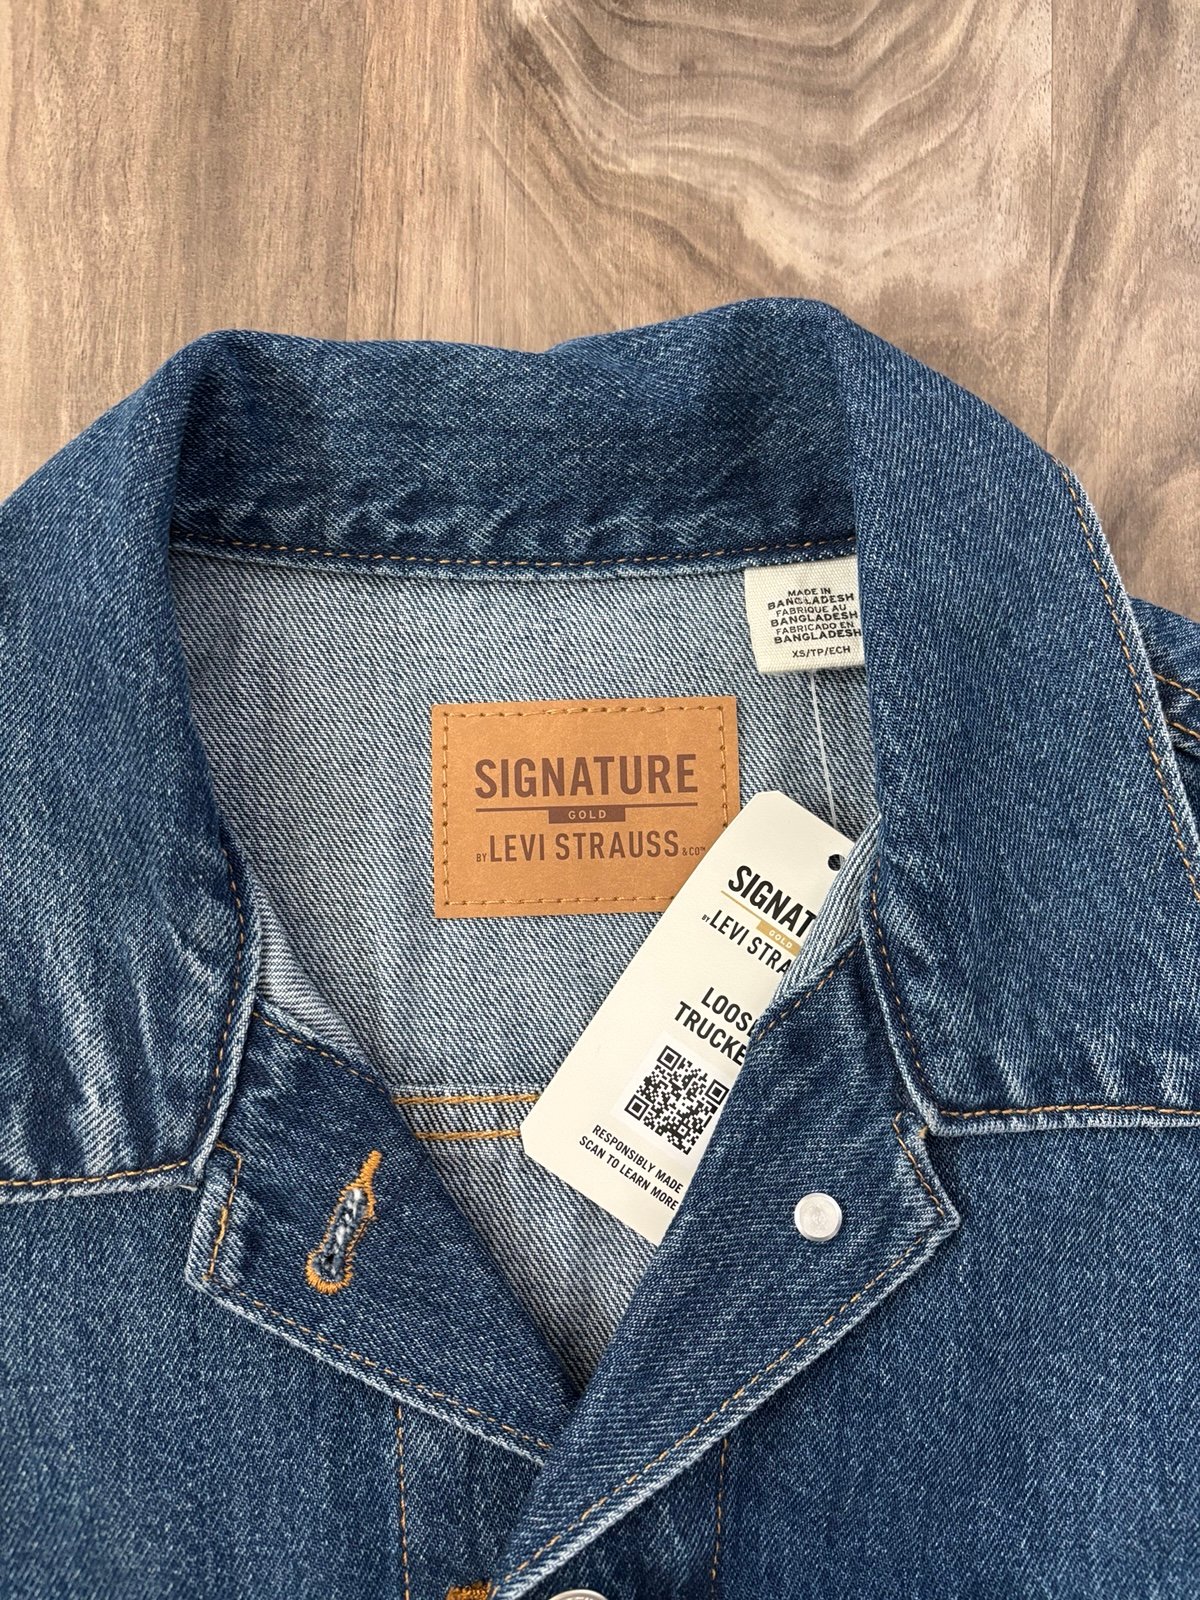 MADE IN
BANGLADESH
FABRIQUE AU
BANGLADESH
FABRICADO EN
BANGLADESH
XS/TP/ECH
SIGNATURE
GOLD
BY LEVI STRAUSS & CO™
SIGNAT
GOLD
BY LEVI STRA
LOOS
TRUCKE
RESPONSIBLY MADE
SCAN TO LEARN MORE